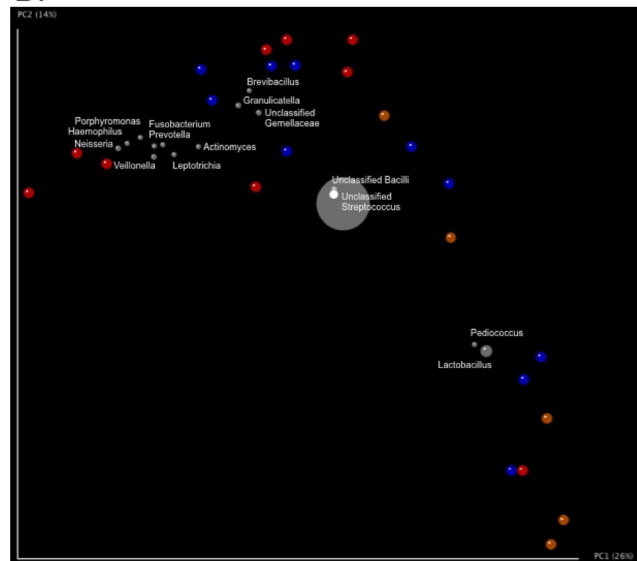 PC2 (14%)
Brevibacillus
Granulicatella
Unclassified
Gemellaceae
Porphyromonas
Haemophilus
Neisseria
Fusobacterium
Prevotella
Actinomyces
Veillonella
Leptotrichia
Unclassified Bacilli
Unclassified
Streptococcus
Pediococcus
Lactobacillus
PC1 (26%)